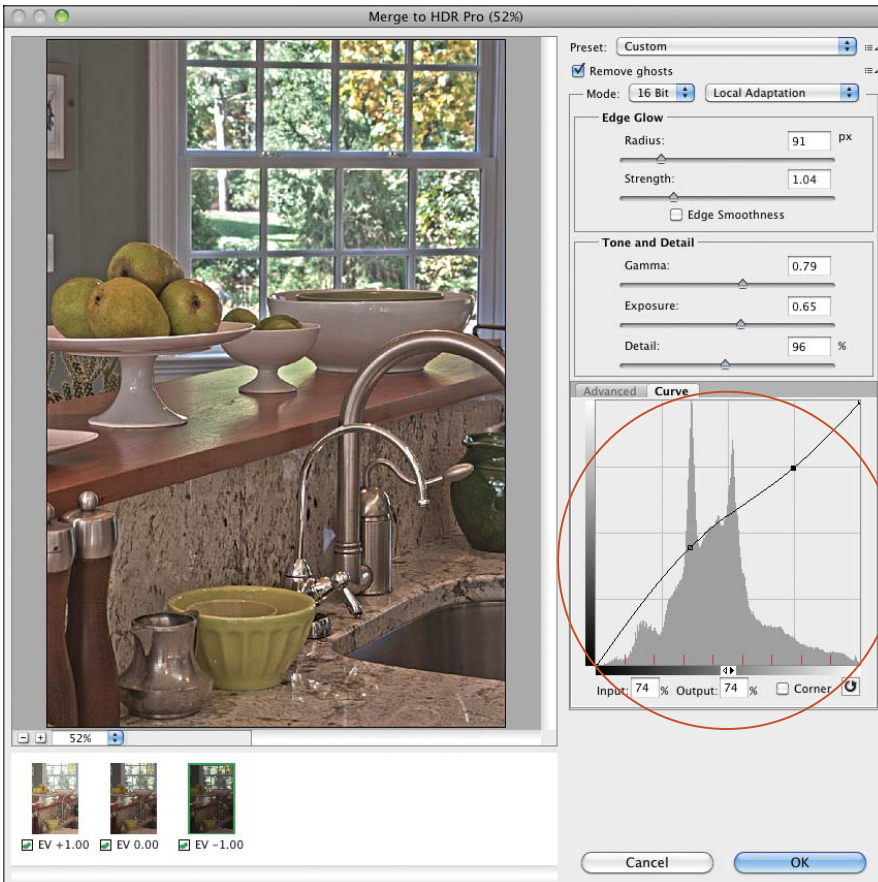 Merge to HDR Pro (52%)
Preset: Custom
Remove ghosts
Mode: 16 Bit Local Adaptation
Edge Glow
Radius: 91 px
Strength: 1.04
Edge Smoothness
Tone and Detail
Gamma: 0.79
Exposure: 0.65
Detail: 96 %
Advanced Curve
Input: 74 % Output: 74 % Corner
52%
EV +1.00 EV 0.00 EV -1.00
Cancel OK